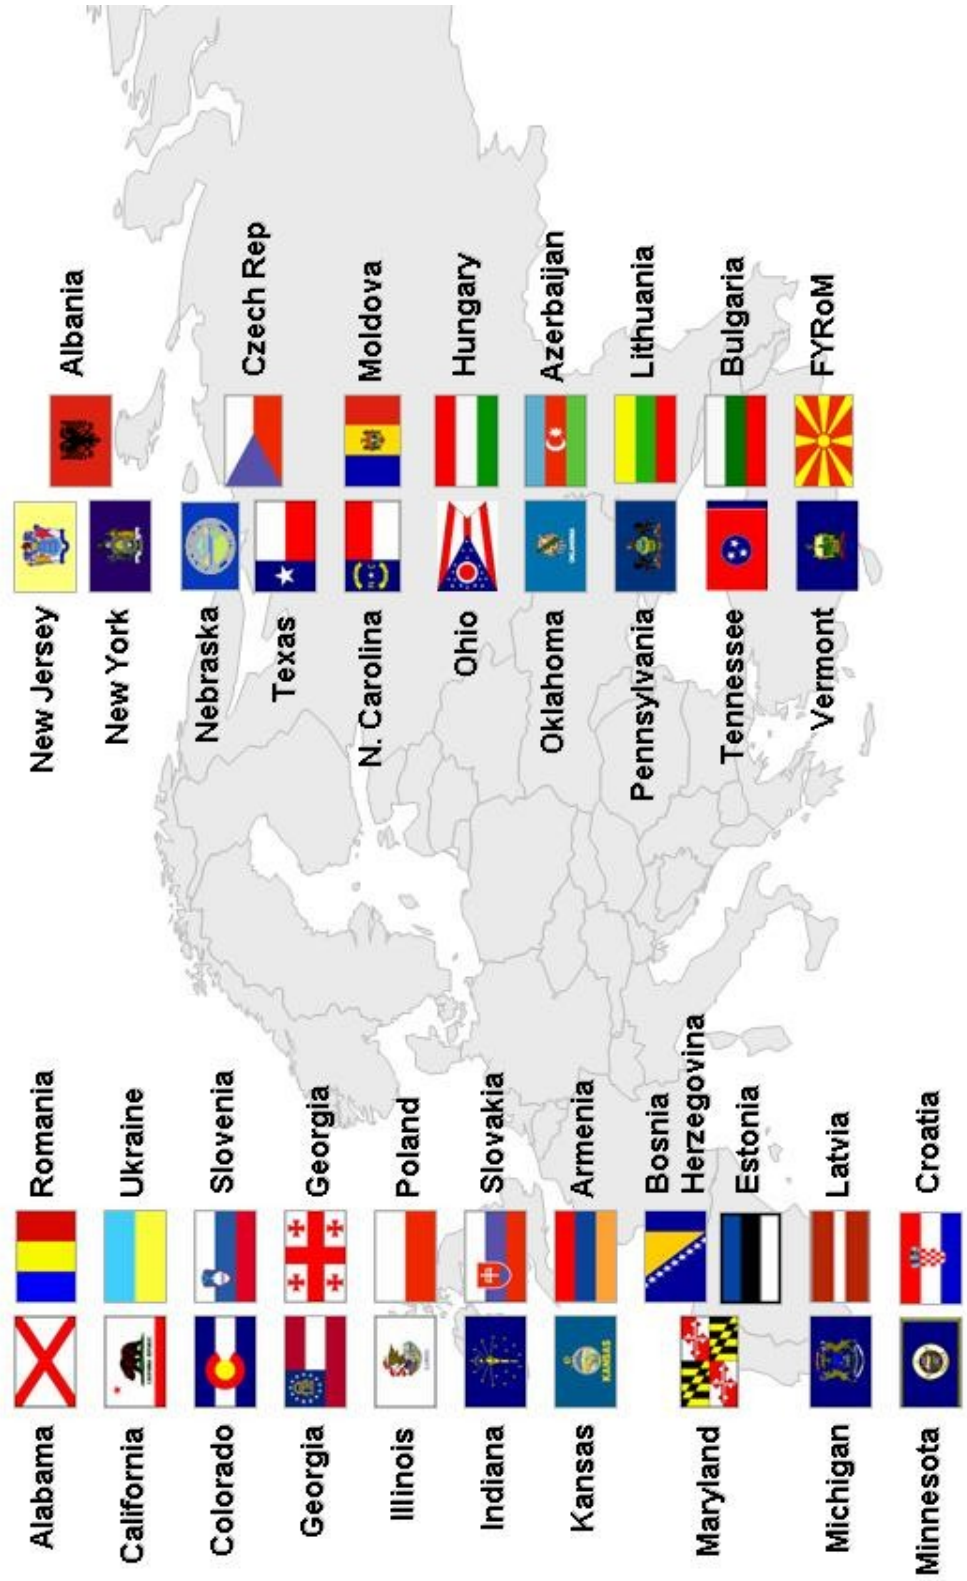 Alabama
Romania
California
Ukraine
Colorado
Slovenia
Georgia
Georgia
Illinois
Poland
Indiana
Slovakia
Kansas
Armenia
KANSAS
Maryland
Bosnia
Herzegovina
Estonia
Michigan
Latvia
Minnesota
Croatia
New Jersey
New York
Albania
Nebraska
Texas
Czech Rep
N. Carolina
Moldova
Ohio
Hungary
Oklahoma
Azerbaijan
Pennsylvania
Lithuania
Tennessee
Bulgaria
Vermont
FYRoM